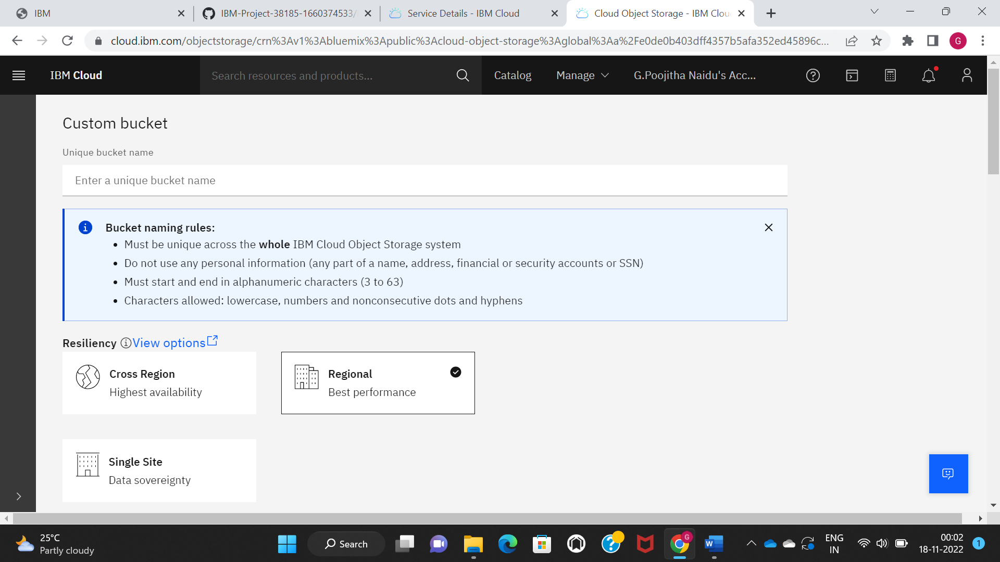 IBM
IBM-Project-38185-1660374533/
Service Details - IBM Cloud
Cloud Object Storage - IBM Clou
cloud.ibm.com/objectstorage/crn%3Av1%3Abluemix%3Apublic%3Acloud-object-storage%3Aglobal%3Aa%2Fe0de0b403dff4357b5afa352ed45896c...
G
IBM Cloud
Search resources and products...
Catalog
Manage
G.Poojitha Naidu's Acc...
Custom bucket
Unique bucket name
Enter a unique bucket name
Bucket naming rules:
• Must be unique across the whole IBM Cloud Object Storage system
• Do not use any personal information (any part of a name, address, financial or security accounts or SSN)
• Must start and end in alphanumeric characters (3 to 63)
• Characters allowed: lowercase, numbers and nonconsecutive dots and hyphens
Resiliency View options
Cross Region
Highest availability
Regional
Best performance
Single Site
Data sovereignty
25°C
Partly cloudy
Search
G
W
ENG
IN
00:02
18-11-2022
1